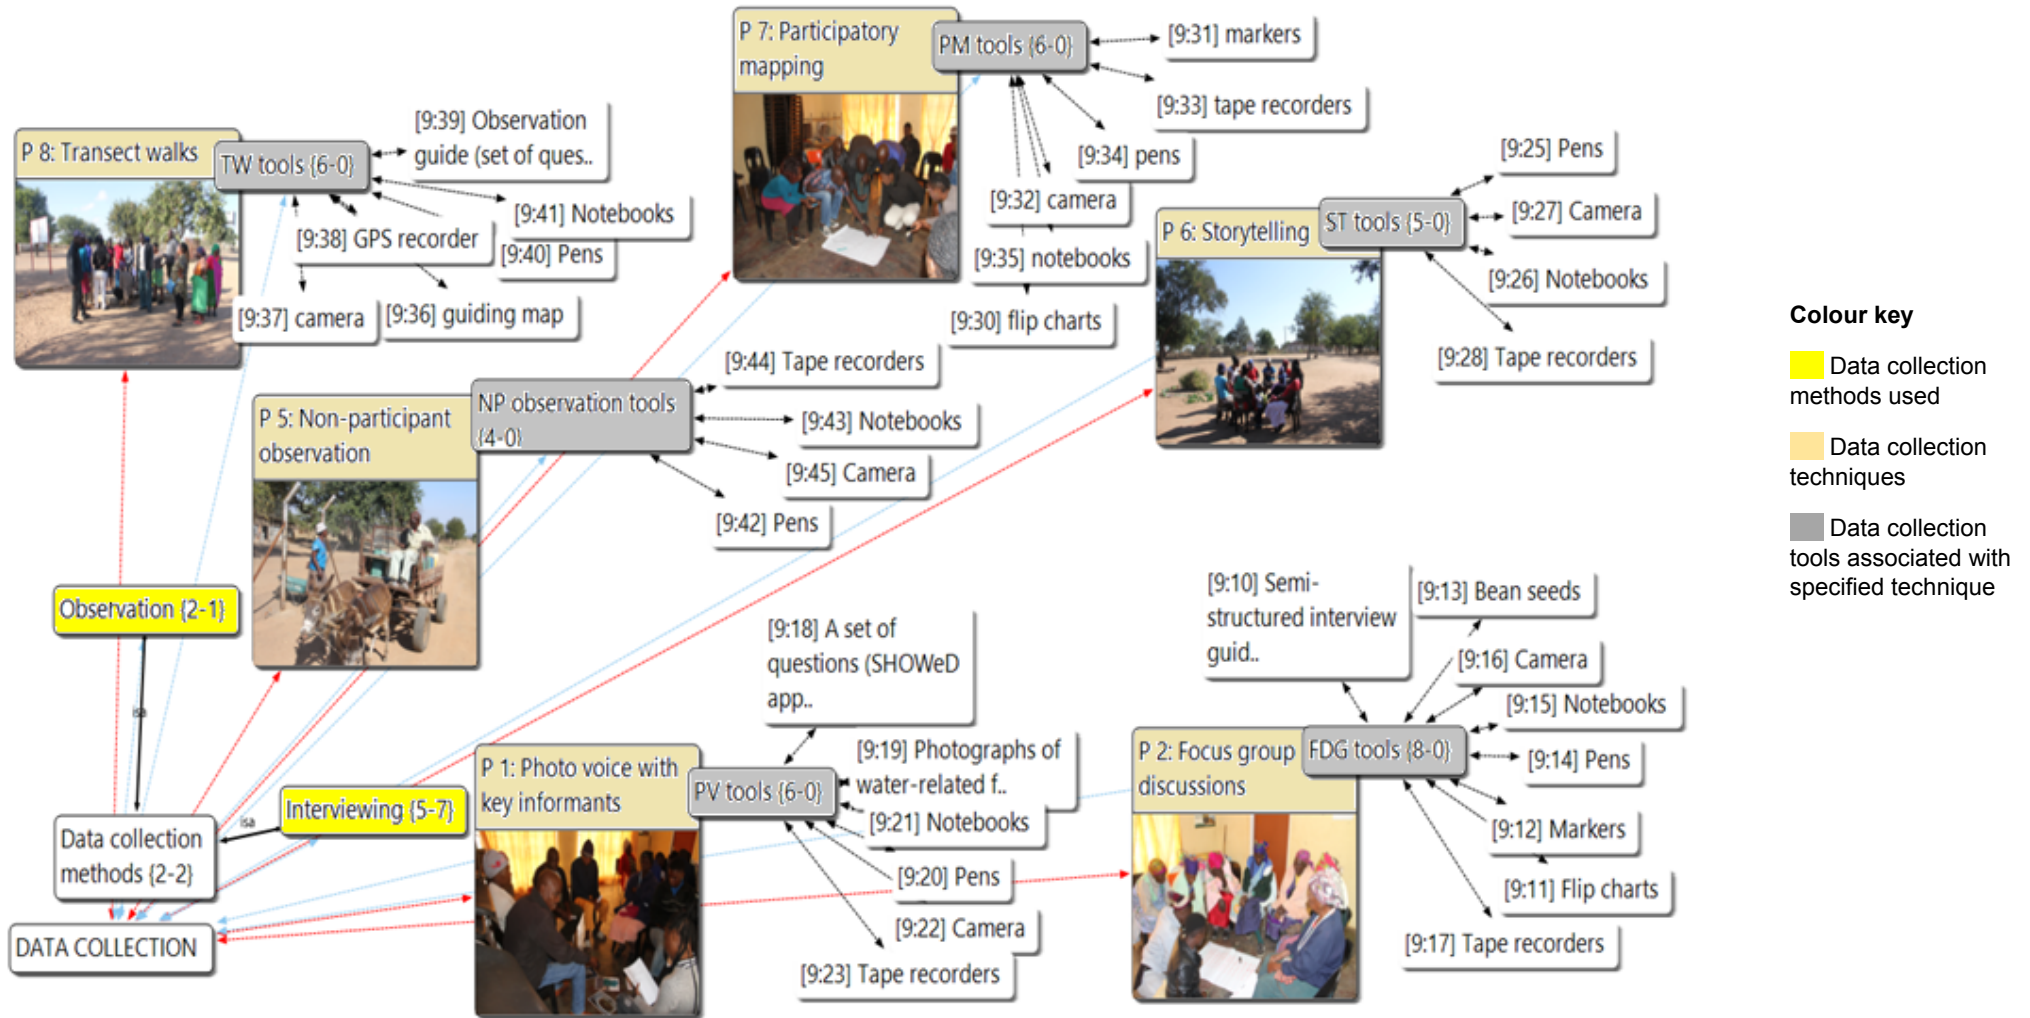 P 7: Participatory
mapping
PM tools {6-0}
[9:31] markers
[9:33] tape recorders
[9:34] pens
[9:32] camera
[9:35] notebooks
[9:30] flip charts
P 8: Transect walks
TW tools {6-0}
[9:39] Observation
guide (set of ques..
[9:41] Notebooks
[9:38] GPS recorder
[9:40] Pens
[9:37] camera
[9:36] guiding map
P 6: Storytelling
ST tools {5-0}
[9:25] Pens
[9:27] Camera
[9:26] Notebooks
[9:28] Tape recorders
P 5: Non-participant
observation
NP observation tools
{4-0}
[9:44] Tape recorders
[9:43] Notebooks
[9:45] Camera
[9:42] Pens
Observation {2-1}
isa
Interviewing {5-7}
isa
Data collection
methods {2-2}
DATA COLLECTION
P 1: Photo voice with
key informants
PV tools {6-0}
[9:18] A set of
questions (SHOWeD
app..
[9:19] Photographs of
water-related f..
[9:21] Notebooks
[9:20] Pens
[9:22] Camera
[9:23] Tape recorders
P 2: Focus group
discussions
FDG tools {8-0}
[9:10] Semi-
structured interview
guid..
[9:13] Bean seeds
[9:16] Camera
[9:15] Notebooks
[9:14] Pens
[9:12] Markers
[9:11] Flip charts
[9:17] Tape recorders
Colour key
Data collection
methods used
Data collection
techniques
Data collection
tools associated with
specified technique